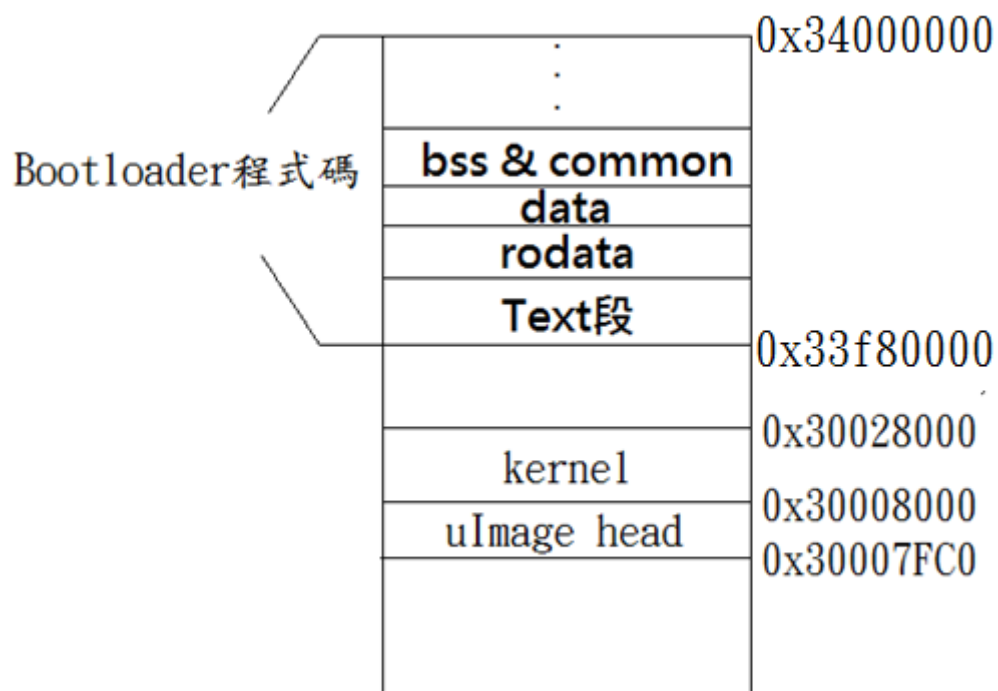 0x34000000
.
.
.
bss & common
Bootloader程式碼
data
rodata
Text段
0x33f80000
0x30028000
kernel
0x30008000
uImage head
0x30007FC0